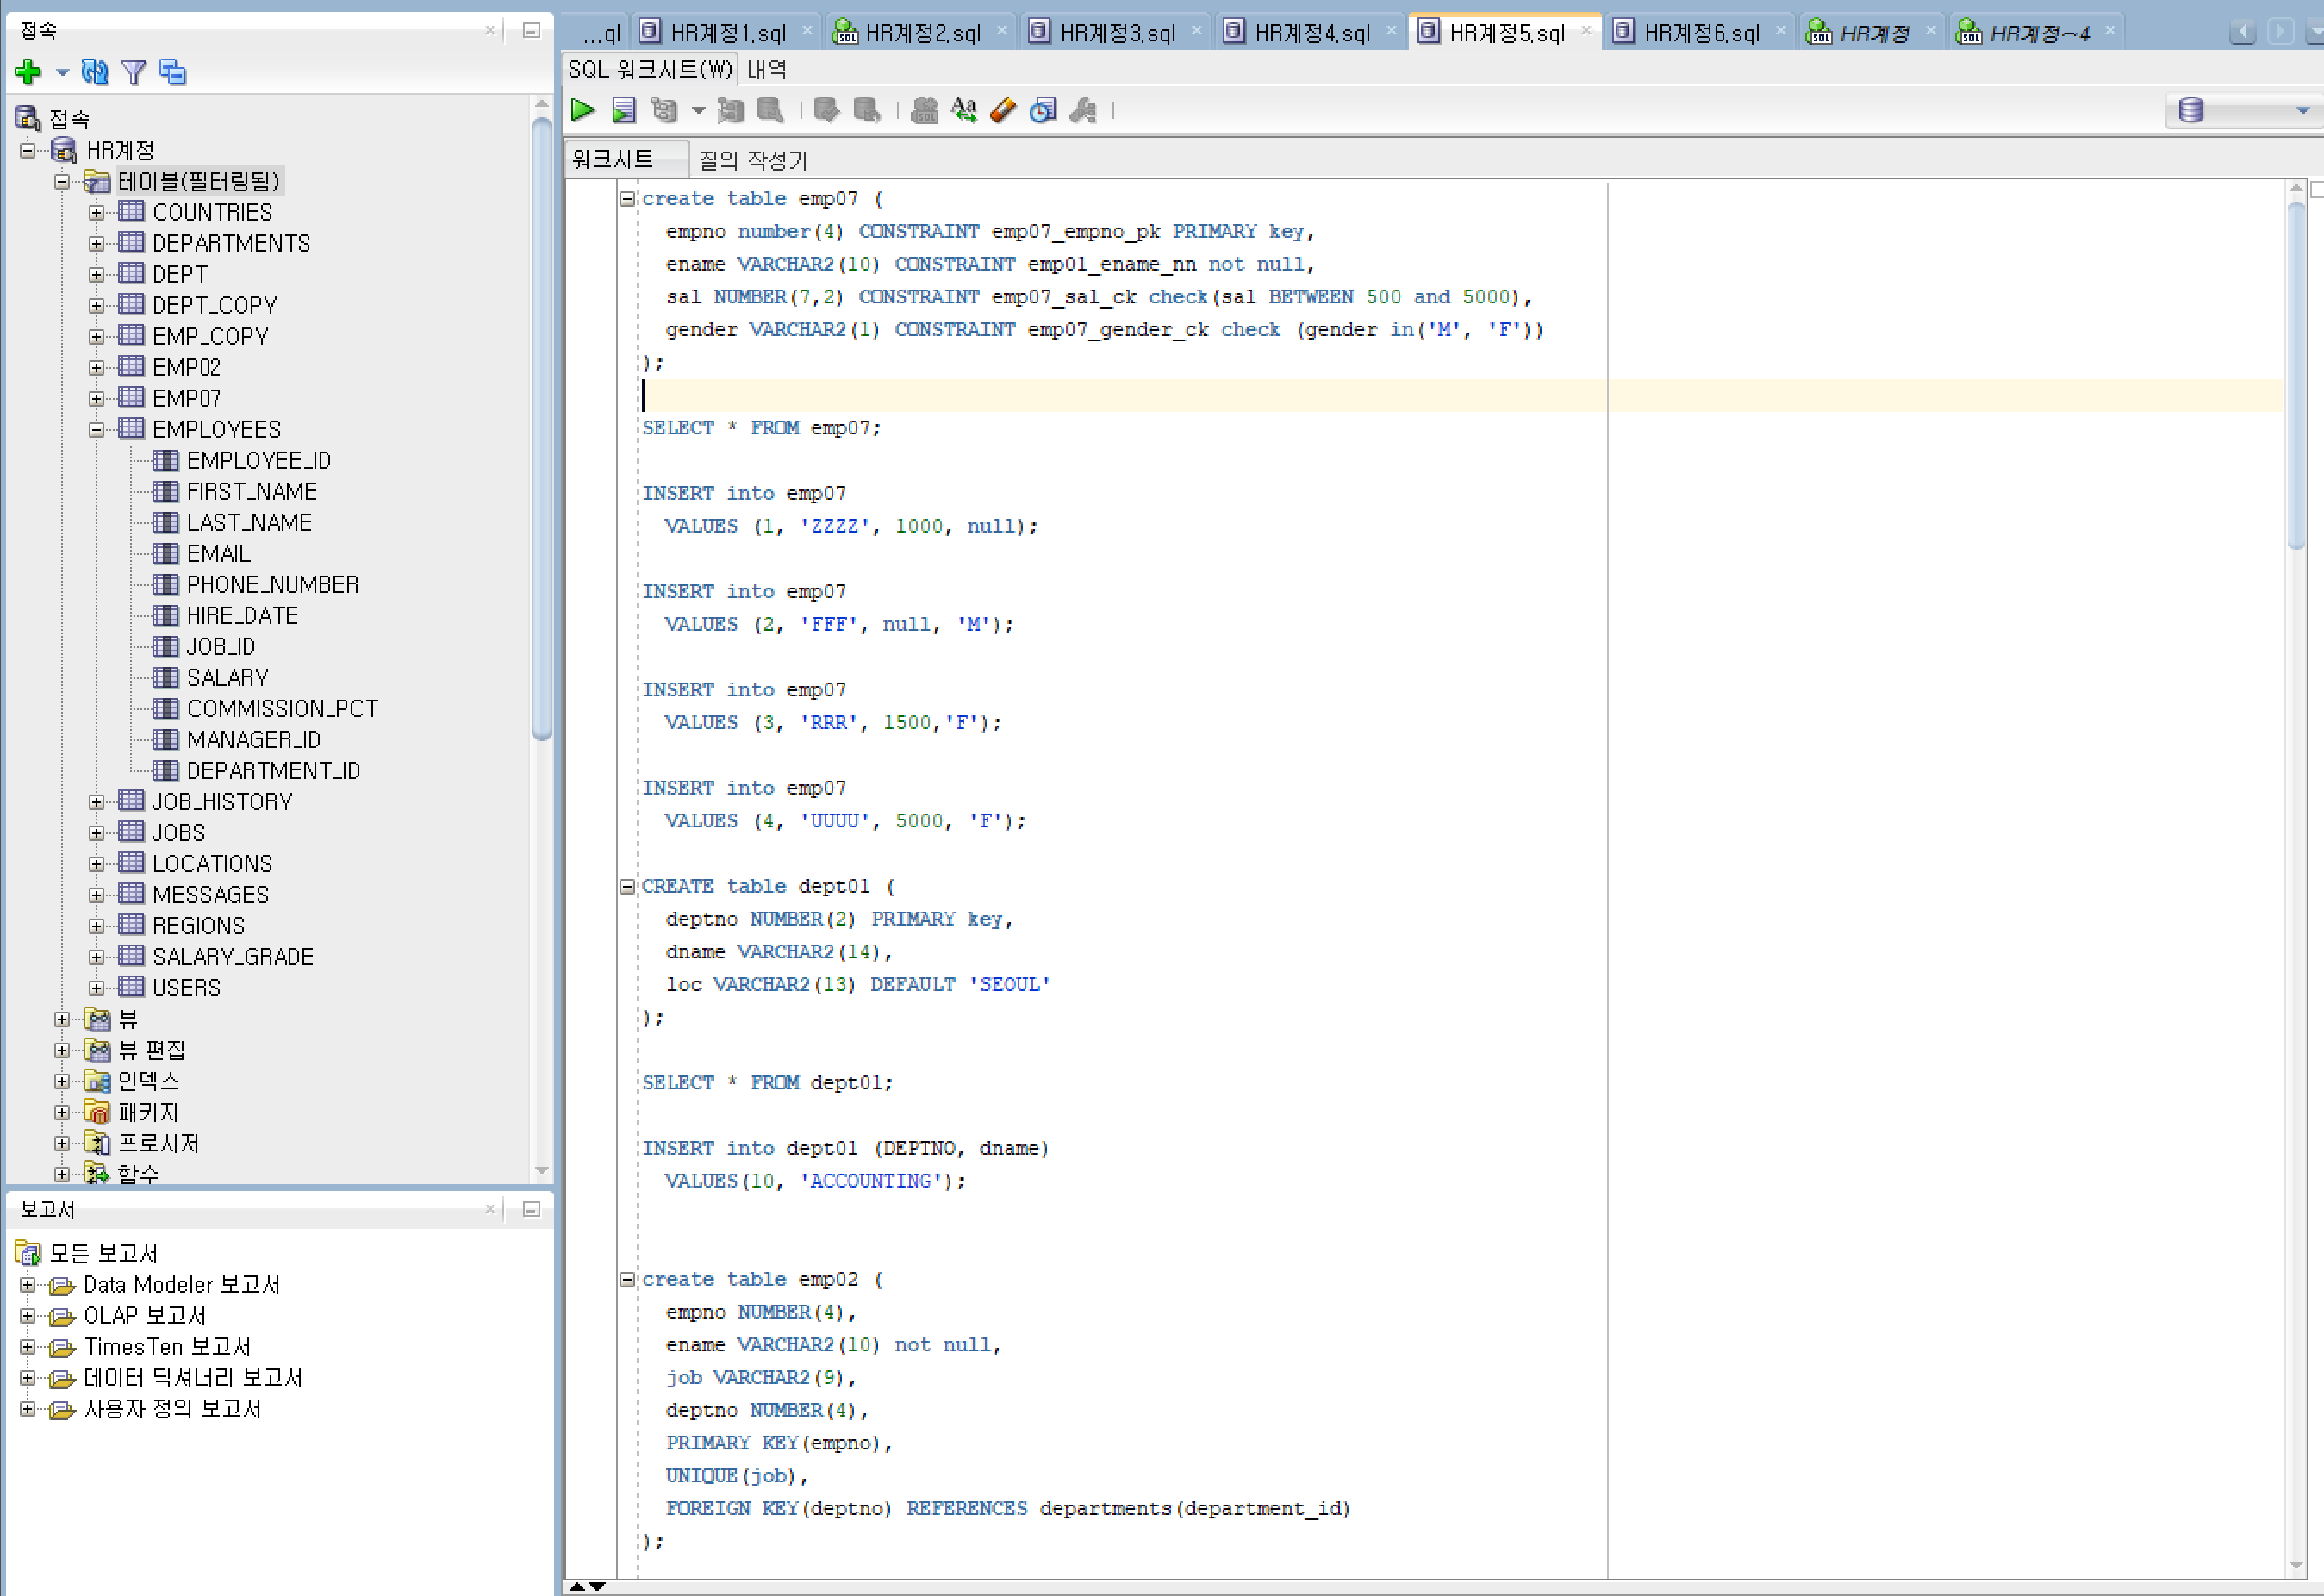 접속
접속
HR계정
테이블(필터링됨)
COUNTRIES
DEPARTMENTS
DEPT
DEPT_COPY
EMP_COPY
EMP02
EMP07
EMPLOYEES
EMPLOYEE_ID
FIRST_NAME
LAST_NAME
EMAIL
PHONE_NUMBER
HIRE_DATE
JOB_ID
SALARY
COMMISSION_PCT
MANAGER_ID
DEPARTMENT_ID
JOB_HISTORY
JOBS
LOCATIONS
MESSAGES
REGIONS
SALARY_GRADE
USERS
뷰
뷰 편집
인덱스
패키지
프로시저
함수
보고서
모든 보고서
Data Modeler 보고서
OLAP 보고서
TimesTen 보고서
데이터 딕셔너리 보고서
사용자 정의 보고서
...ql HR계정1.sql HR계정2.sql HR계정3.sql HR계정4.sql HR계정5.sql HR계정6.sql HR계정 HR계정~4
SQL 워크시트(W) 내역
워크시트 질의 작성기
create table emp07 (
empno number(4) CONSTRAINT emp07_empno_pk PRIMARY key,
ename VARCHAR2(10) CONSTRAINT emp01_ename_nn not null,
sal NUMBER(7,2) CONSTRAINT emp07_sal_ck check(sal BETWEEN 500 and 5000),
gender VARCHAR2(1) CONSTRAINT emp07_gender_ck check (gender in('M', 'F'))
);
SELECT * FROM emp07;
INSERT into emp07
VALUES (1, 'ZZZZ', 1000, null);
INSERT into emp07
VALUES (2, 'FFF', null, 'M');
INSERT into emp07
VALUES (3, 'RRR', 1500,'F');
INSERT into emp07
VALUES (4, 'UUUU', 5000, 'F');
CREATE table dept01 (
deptno NUMBER(2) PRIMARY key,
dname VARCHAR2(14),
loc VARCHAR2(13) DEFAULT 'SEOUL'
);
SELECT * FROM dept01;
INSERT into dept01 (DEPTNO, dname)
VALUES(10, 'ACCOUNTING');
create table emp02 (
empno NUMBER(4),
ename VARCHAR2(10) not null,
job VARCHAR2(9),
deptno NUMBER(4),
PRIMARY KEY(empno),
UNIQUE(job),
FOREIGN KEY(deptno) REFERENCES departments(department_id)
);